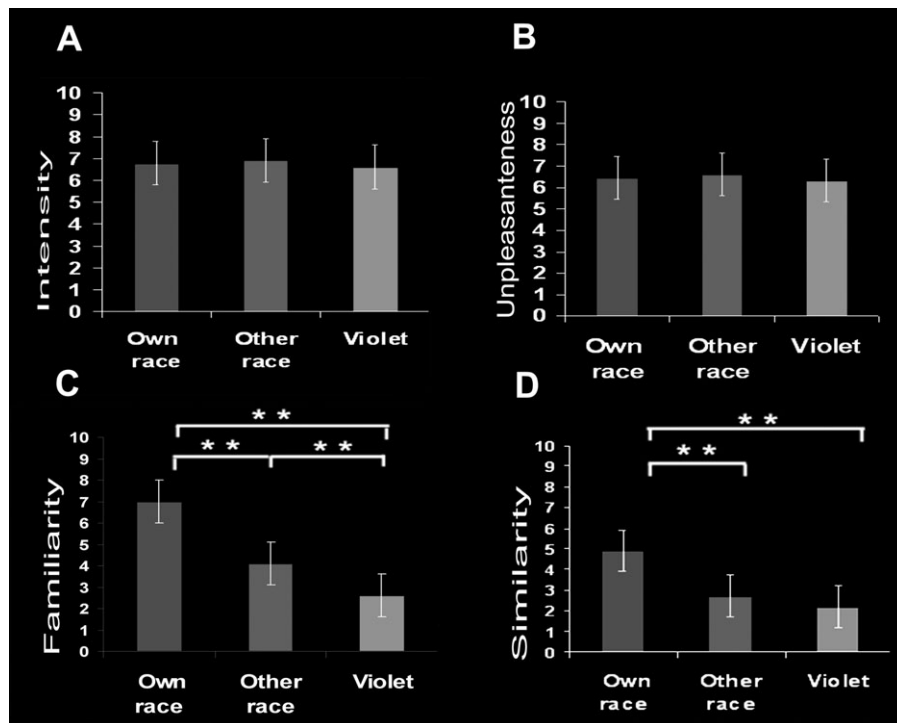 A
Intensity
10
9
8
7
6
5
4
3
2
1
0
Own race
Other race
Violet
B
Unpleasanteness
10
9
8
7
6
5
4
3
2
1
0
Own race
Other race
Violet
C
Familiarity
10
9
8
7
6
5
4
3
2
1
0
* *
* *
* *
Own race
Other race
Violet
D
Similarity
10
9
8
7
6
5
4
3
2
1
0
* *
* *
Own race
Other race
Violet